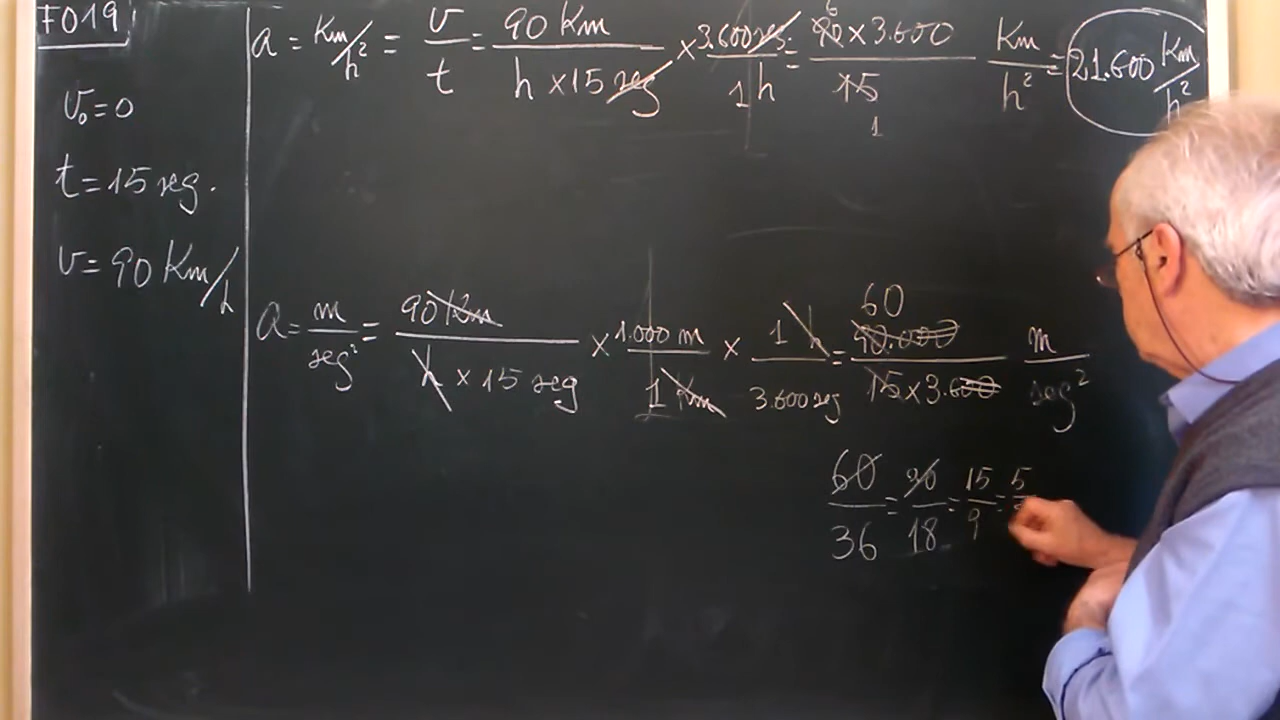 F019
V₀=0
t=15 seg.
V=90 Km/h
a = Km/h² = v/t = 90 Km / h x 15 seg x 3.600 seg / 1 h = 6 90 x 3.600 / 15 1 Km/h² = 21.600 Km/h²
a = m/seg² = 90 Km / h x 15 seg x 1.000 m / 1 Km x 1 h / 3.600 seg = 60 90.000 / 15 x 3.600 m/seg²
60/36 = 30/18 = 15/9 = 5